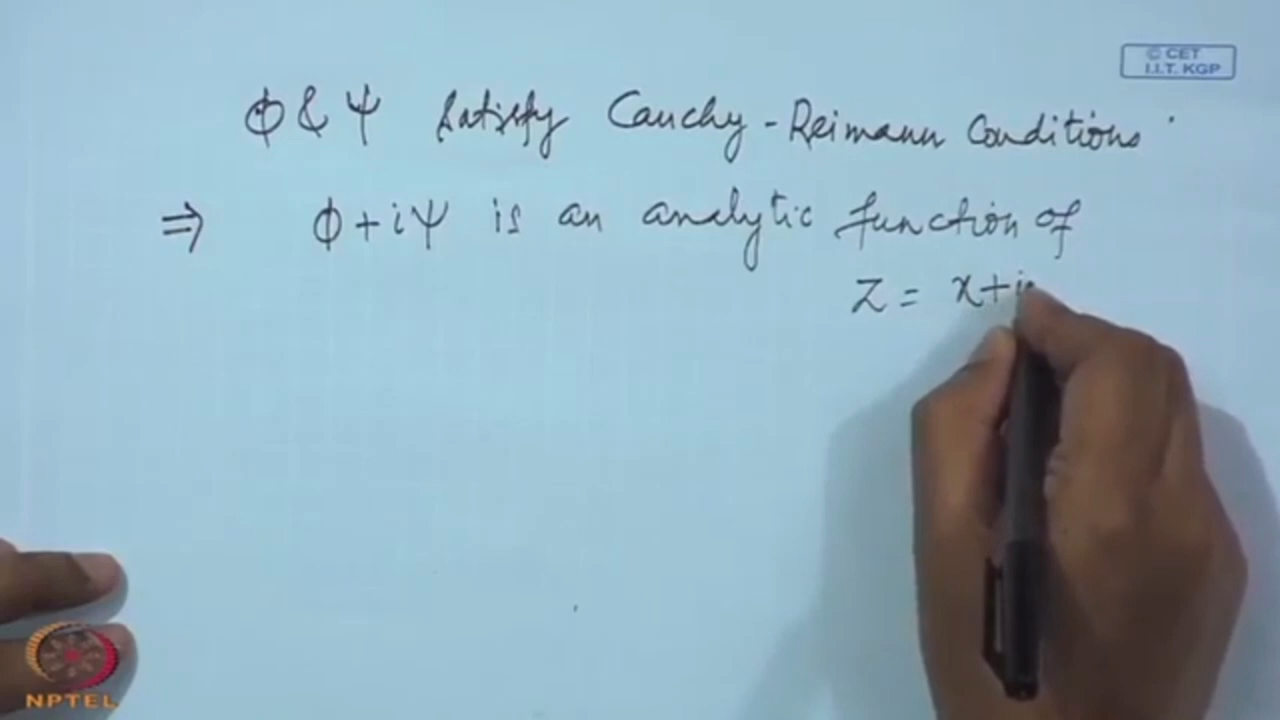 © CET
I.I.T. KGP
Φ & Ψ Satisfy Cauchy-Reimann Conditions
⇒ Φ + iΨ is an analytic function of
Z = x+i
NPTEL